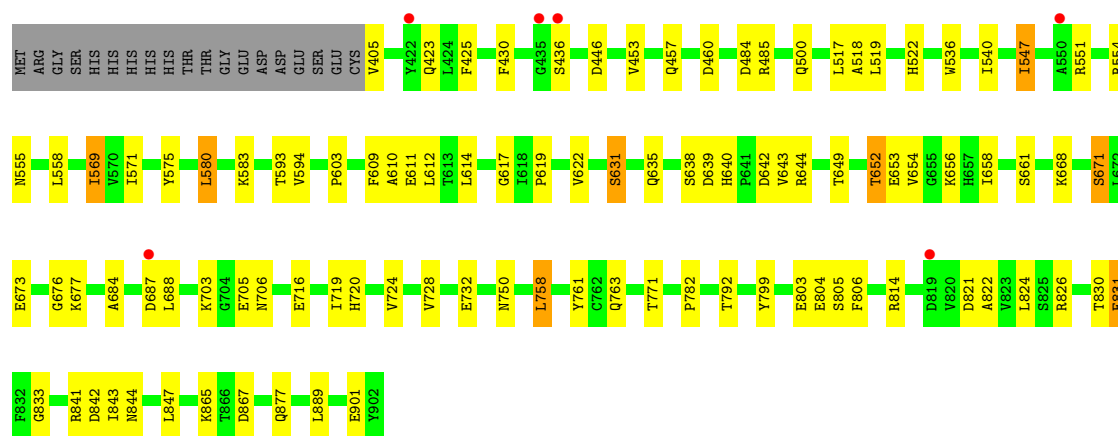 MET ARG GLY SER HIS HIS HIS HIS HIS HIS THR THR GLY GLU ASP ASP GLU SER GLU CYS V405 Y422 Q423 L424 F425 F430 G435 S436 D446 V453 Q457 D460 D484 R485 Q500 L517 A518 L519 H522 W536 I540 I547 A550 R551 R554
N555 L558 I569 V570 I571 Y575 L580 K583 T593 V594 P603 F609 A610 E611 L612 T613 L614 G617 I618 P619 V622 S631 Q635 S638 D639 H640 P641 D642 V643 R644 T649 T652 E653 V654 G655 K656 H657 I658 S661 K668 S671 I672
E673 G676 K677 A684 D687 L688 K703 G704 E705 N706 E716 I719 H720 V724 V728 E732 N750 L758 Y761 C762 Q763 T771 P782 T792 Y799 E803 E804 S805 F806 R814 D819 V820 D821 A822 V823 L824 S825 R826 T830
F832 G833 R841 D842 I843 N844 L847 K865 T866 D867 Q877 L889 E901 Y902